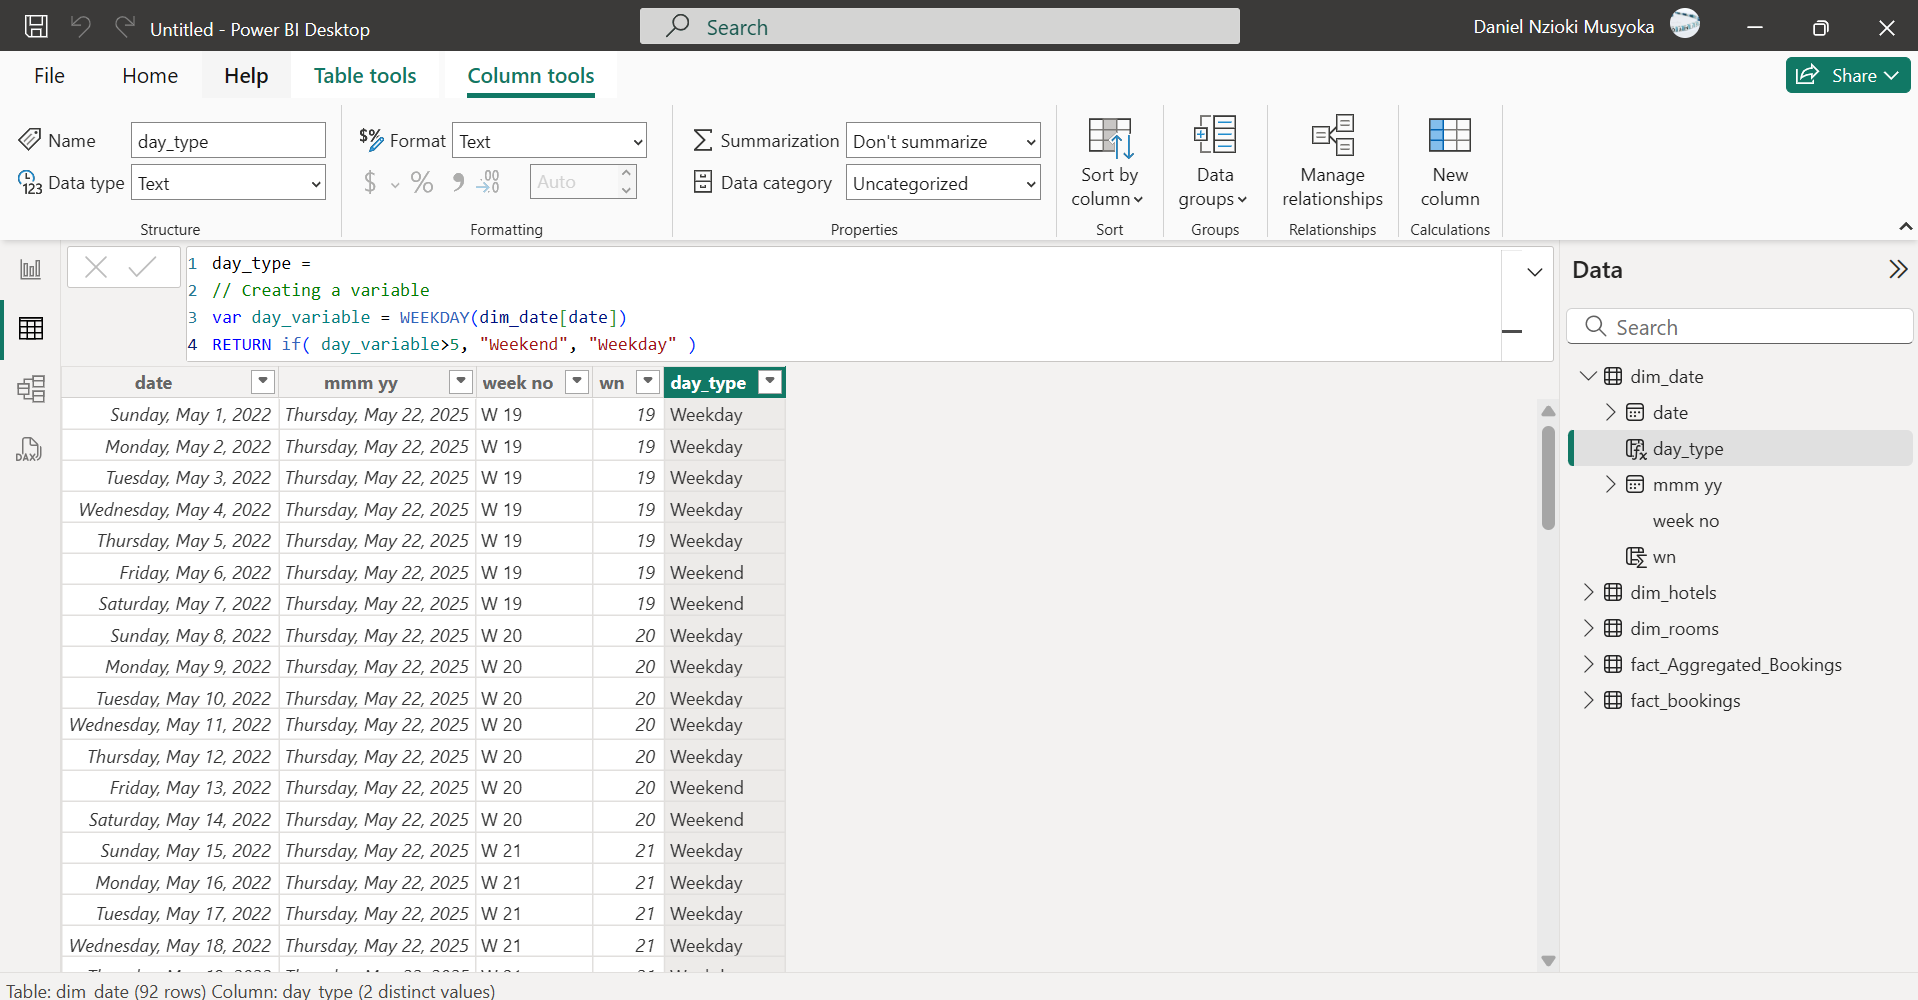 Untitled - Power BI Desktop
Search
Daniel Nzioki Musyoka
File Home Help Table tools Column tools
Share
Name day_type
Data type Text
Structure
$% Format Text
$ % , .00 Auto
Formatting
Summarization Don't summarize
Data category Uncategorized
Properties
Sort by column
Sort
Data groups
Groups
Manage relationships
Relationships
New column
Calculations
1 day_type =
2 // Creating a variable
3 var day_variable = WEEKDAY(dim_date[date])
4 RETURN if( day_variable>5, "Weekend", "Weekday" )
date mmm yy week no wn day_type
Sunday, May 1, 2022 Thursday, May 22, 2025 W 19 19 Weekday
Monday, May 2, 2022 Thursday, May 22, 2025 W 19 19 Weekday
Tuesday, May 3, 2022 Thursday, May 22, 2025 W 19 19 Weekday
Wednesday, May 4, 2022 Thursday, May 22, 2025 W 19 19 Weekday
Thursday, May 5, 2022 Thursday, May 22, 2025 W 19 19 Weekday
Friday, May 6, 2022 Thursday, May 22, 2025 W 19 19 Weekend
Saturday, May 7, 2022 Thursday, May 22, 2025 W 19 19 Weekend
Sunday, May 8, 2022 Thursday, May 22, 2025 W 20 20 Weekday
Monday, May 9, 2022 Thursday, May 22, 2025 W 20 20 Weekday
Tuesday, May 10, 2022 Thursday, May 22, 2025 W 20 20 Weekday
Wednesday, May 11, 2022 Thursday, May 22, 2025 W 20 20 Weekday
Thursday, May 12, 2022 Thursday, May 22, 2025 W 20 20 Weekday
Friday, May 13, 2022 Thursday, May 22, 2025 W 20 20 Weekend
Saturday, May 14, 2022 Thursday, May 22, 2025 W 20 20 Weekend
Sunday, May 15, 2022 Thursday, May 22, 2025 W 21 21 Weekday
Monday, May 16, 2022 Thursday, May 22, 2025 W 21 21 Weekday
Tuesday, May 17, 2022 Thursday, May 22, 2025 W 21 21 Weekday
Wednesday, May 18, 2022 Thursday, May 22, 2025 W 21 21 Weekday
Data
Search
dim_date
date
day_type
mmm yy
week no
wn
dim_hotels
dim_rooms
fact_Aggregated_Bookings
fact_bookings
DAX
Table: dim_date (92 rows) Column: day_type (2 distinct values)